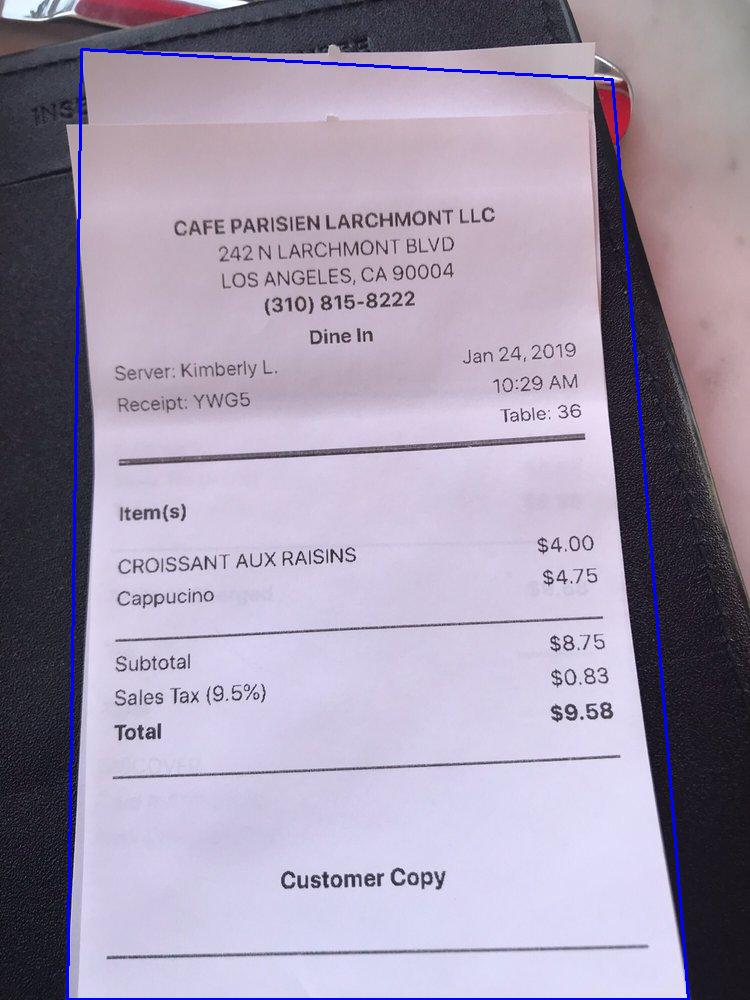 INSE
CAFE PARISIEN LARCHMONT LLC
242 N LARCHMONT BLVD
LOS ANGELES, CA 90004
(310) 815-8222
Dine In
Server: Kimberly L. Jan 24, 2019
Receipt: YWG5 10:29 AM
Table: 36
Item(s)
CROISSANT AUX RAISINS $4.00
Cappucino $4.75
Subtotal $8.75
Sales Tax (9.5%) $0.83
Total $9.58
DISCOVER
Customer Copy